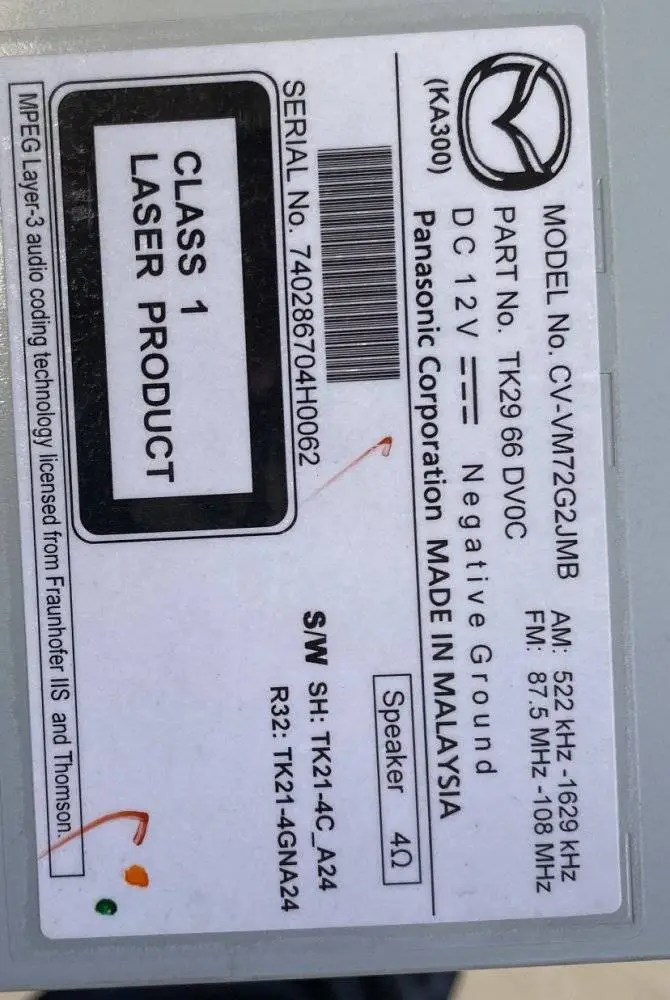 MODEL No. CV-VM72G2JMB AM: 522 kHz -1629 kHz
PART No. TK29 66 DV0C FM: 87.5 MHz -108 MHz
DC 12V Negative Ground
(KA300) Panasonic Corporation MADE IN MALAYSIA
Speaker 4Ω
SERIAL No. 740286704H0062
S/W SH: TK21-4C_A24
R32: TK21-4GNA24
CLASS 1
LASER PRODUCT
MPEG Layer-3 audio coding technology licensed from Fraunhofer IIS and Thomson.